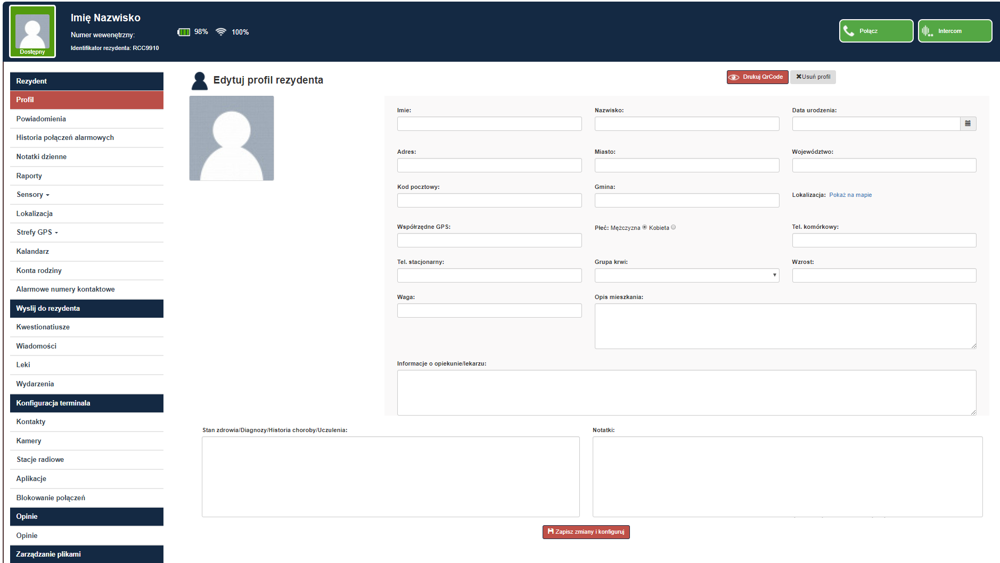 Imię Nazwisko
Numer wewenętrzny:
Identifikator rezydenta: RCC9910
Dostępny
98%
100%
Połącz
Intercom
Rezydent
Profil
Powiadomienia
Historia połączeń alarmowych
Notatki dzienne
Raporty
Sensory
Lokalizacja
Strefy GPS
Kalandarz
Konta rodziny
Alarmowe numery kontaktowe
Wyslij do rezydenta
Kwestionatiusze
Wiadomości
Leki
Wydarzenia
Konfiguracja terminala
Kontakty
Kamery
Stacje radiowe
Aplikacje
Blokowanie połączeń
Opinie
Opinie
Zarządzanie plikami
Edytuj profil rezydenta
Drukuj QrCode
Usuń profil
Imie:
Nazwisko:
Data urodzenia:
Adres:
Miasto:
Województwo:
Kod pocztowy:
Gmina:
Lokalizacja: Pokaż na mapie
Współrzędne GPS:
Płeć: Mężczyzna Kobieta
Tel. komórkowy:
Tel. stacjonarny:
Grupa krwi:
Wzrost:
Waga:
Opis mieszkania:
Informacje o opiekunie/lekarzu:
Stan zdrowia/Diagnozy/Historia choroby/Uczulenia:
Notatki:
Zapisz zmiany i konfiguruj